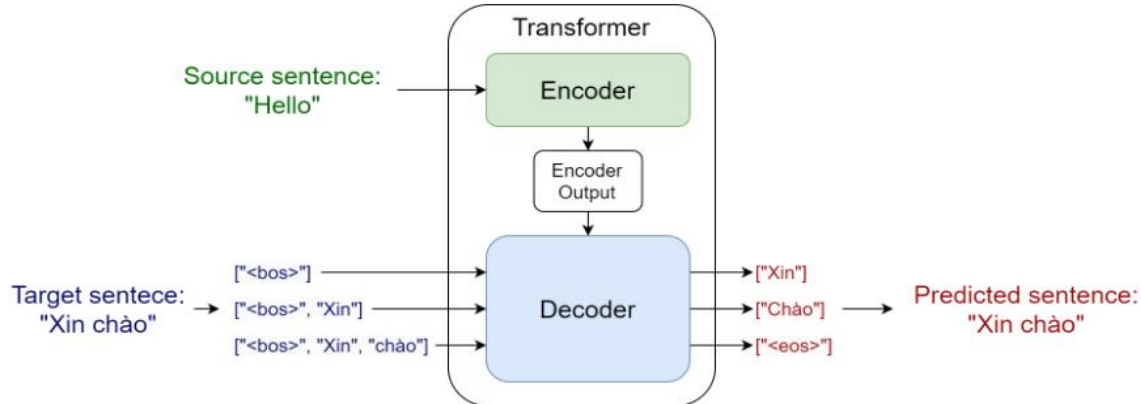 Transformer
Source sentence:
"Hello"
Encoder
Encoder
Output
Target sentece:
"Xin chào"
["<bos>"]
["<bos>", "Xin"]
["<bos>", "Xin", "chào"]
Decoder
["Xin"]
["Chào"]
["<eos>"]
Predicted sentence:
"Xin chào"